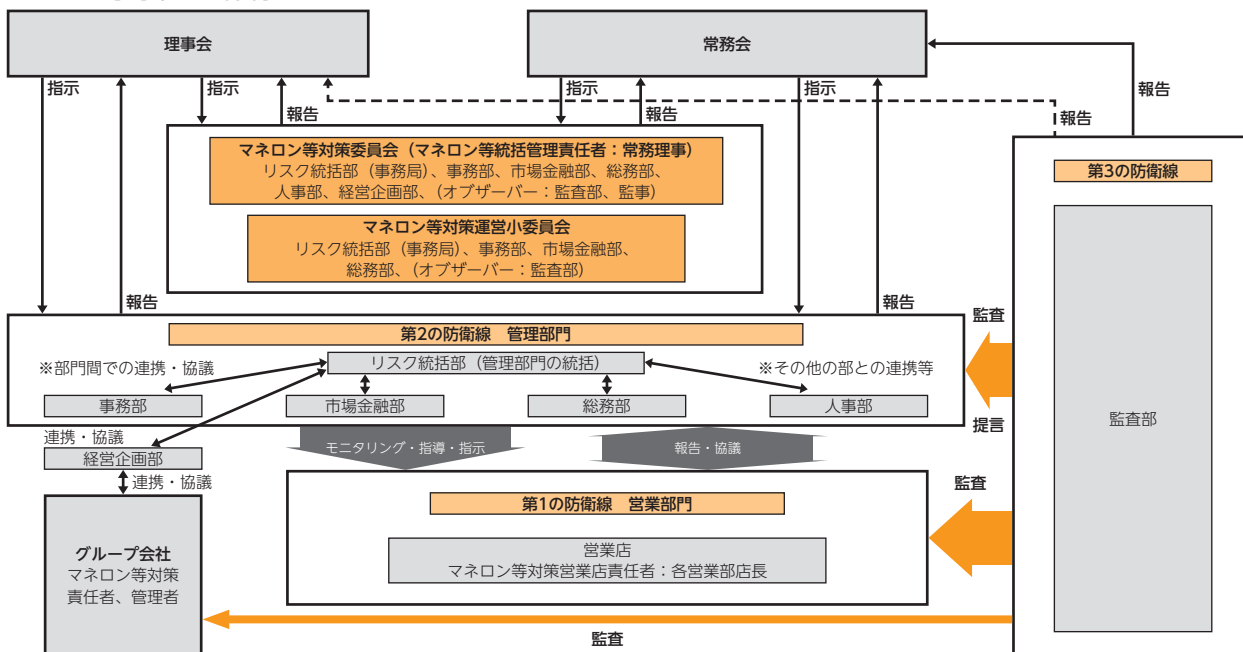 理事会
常務会
指示
報告
指示
報告
指示
報告
指示
報告
報告
報告
マネロン等対策委員会（マネロン等統括管理責任者：常務理事）
リスク統括部（事務局）、事務部、市場金融部、総務部、
人事部、経営企画部、（オブザーバー：監査部、監事）
マネロン等対策運営小委員会
リスク統括部（事務局）、事務部、市場金融部、
総務部、（オブザーバー：監査部）
第3の防衛線
監査部
第2の防衛線　管理部門
※部門間での連携・協議
リスク統括部（管理部門の統括）
※その他の部との連携等
事務部
市場金融部
総務部
人事部
監査
提言
連携・協議
経営企画部
連携・協議
モニタリング・指導・指示
報告・協議
グループ会社
マネロン等対策
責任者、管理者
第1の防衛線　営業部門
営業店
マネロン等対策営業店責任者：各営業部店長
監査
監査